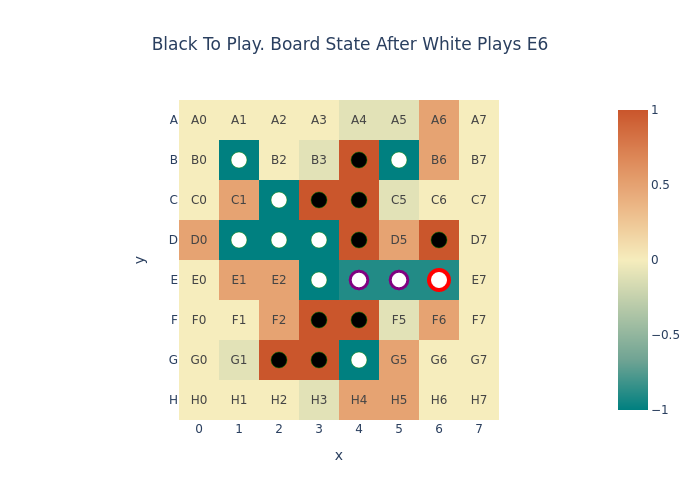 Black To Play. Board State After White Plays E6
A A0 A1 A2 A3 A4 A5 A6 A7
B B0 B2 B3 B6 B7
C C0 C1 C5 C6 C7
D D0 D5 D7
E E0 E1 E2 E7
F F0 F1 F2 F5 F6 F7
G G0 G1 G5 G6 G7
H H0 H1 H2 H3 H4 H5 H6 H7
0 1 2 3 4 5 6 7
x
y
1
0.5
0
−0.5
−1